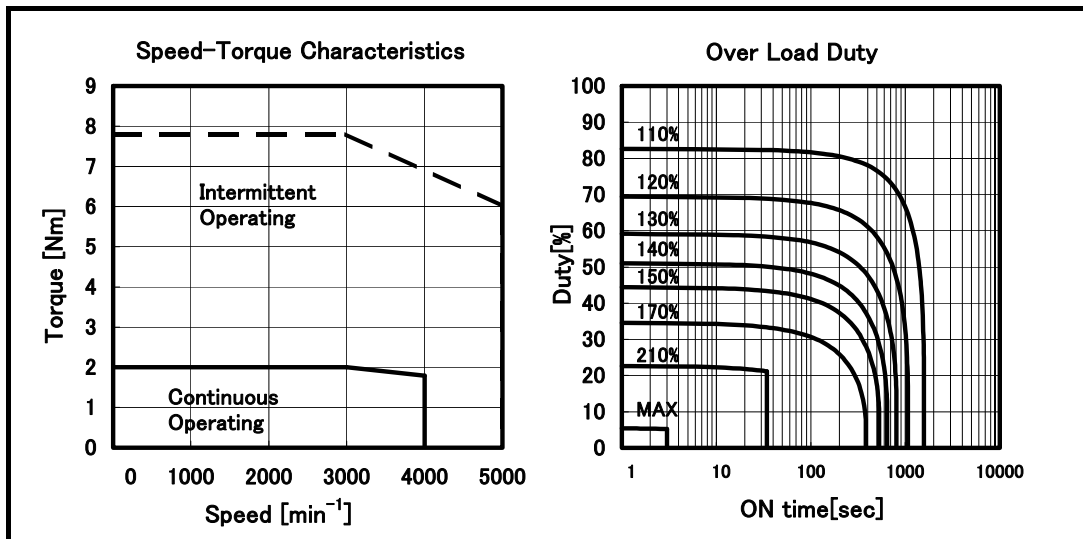 Speed-Torque Characteristics
9
8
7
6
5
4
3
2
1
0
Torque [Nm]
Intermittent
Operating
Continuous
Operating
0 1000 2000 3000 4000 5000
Speed [min⁻¹]
Over Load Duty
100
90
80
70
60
50
40
30
20
10
0
Duty[%]
110%
120%
130%
140%
150%
170%
210%
MAX
1 10 100 1000 10000
ON time[sec]